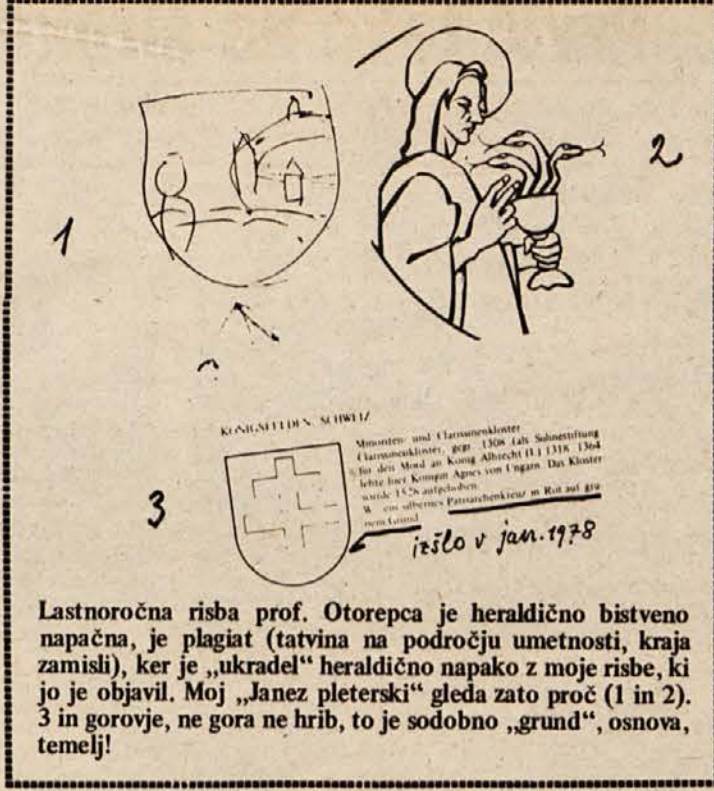 1
2
KÖNIGSFELDEN SCHWEIZ
Minoriten- und Clarissinenkloster
Clarissinenkloster, gegr. 1308 (als Sühnestiftung
für den Mord an König Albrecht (I.) 1318–1364
lebte hier Königin Agnes von Ungarn. Das Kloster
wurde 1528 aufgehoben.
W. ein silbernes Patriarchenkreuz in Rot auf grü
nem Grund
3
izšlo v jan. 1978
Lastnoročna risba prof. Otorepca je heraldično bistveno
napačna, je plagiat (tatvina na področju umetnosti, kraja
zamisli), ker je „ukradel“ heraldično napako z moje risbe, ki
jo je objavil. Moj „Janez pleterski“ gleda zato proč (1 in 2).
3 in gorovje, ne gora ne hrib, to je sodobno „grund“, osnova,
temelj!